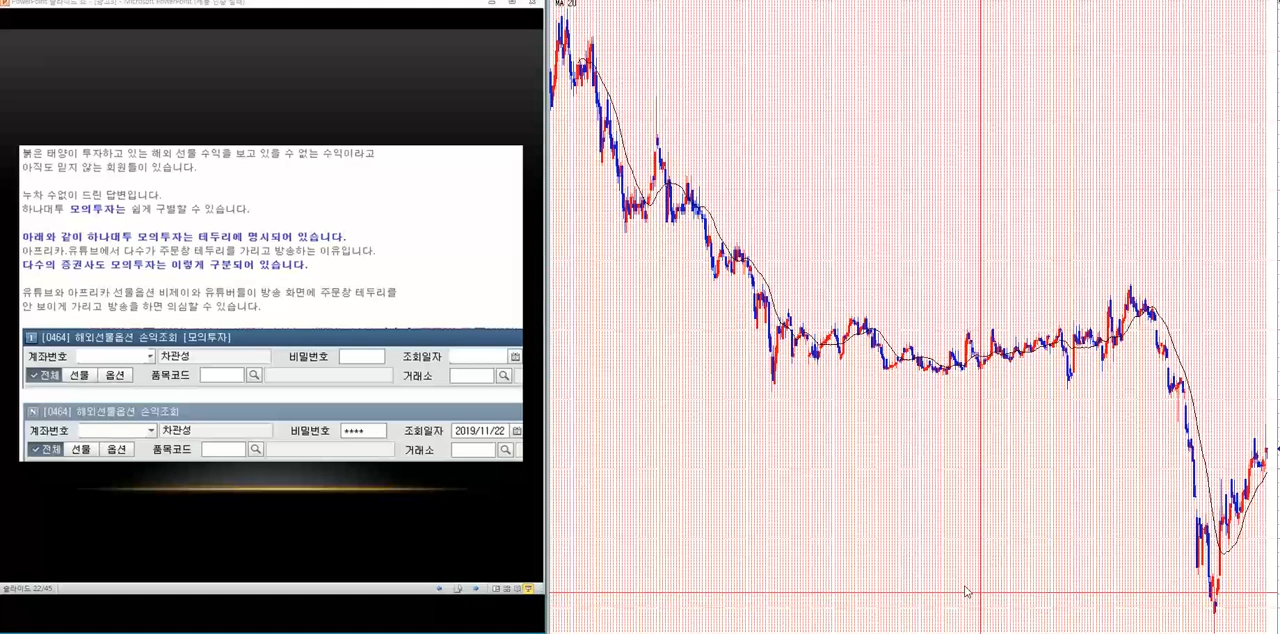 MA 20
붉은 태양이 투자하고 있는 해외 선물 수익을 보고 있을 수 없는 수익이라고
아직도 믿지 않는 회원들이 있습니다.
누차 수없이 드린 답변입니다.
하나대투 모의투자는 쉽게 구별할 수 있습니다.
아래와 같이 하나대투 모의투자는 테두리에 명시되어 있습니다.
아프리카.유튜브에서 다수가 주문창 테두리를 가리고 방송하는 이유입니다.
다수의 증권사도 모의투자는 이렇게 구분되어 있습니다.
유튜브와 아프리카 선물옵션 비제이와 유튜버들이 방송 화면에 주문창 테두리를
안 보이게 가리고 방송을 하면 의심할 수 있습니다.
[0464] 해외선물옵션 손익조회 [모의투자]
계좌번호 차관성 비밀번호 조회일자
전체 선물 옵션 품목코드 거래소
[0464] 해외선물옵션 손익조회
계좌번호 차관성 비밀번호 **** 조회일자 2019/11/22
전체 선물 옵션 품목코드 거래소
슬라이드 22/45